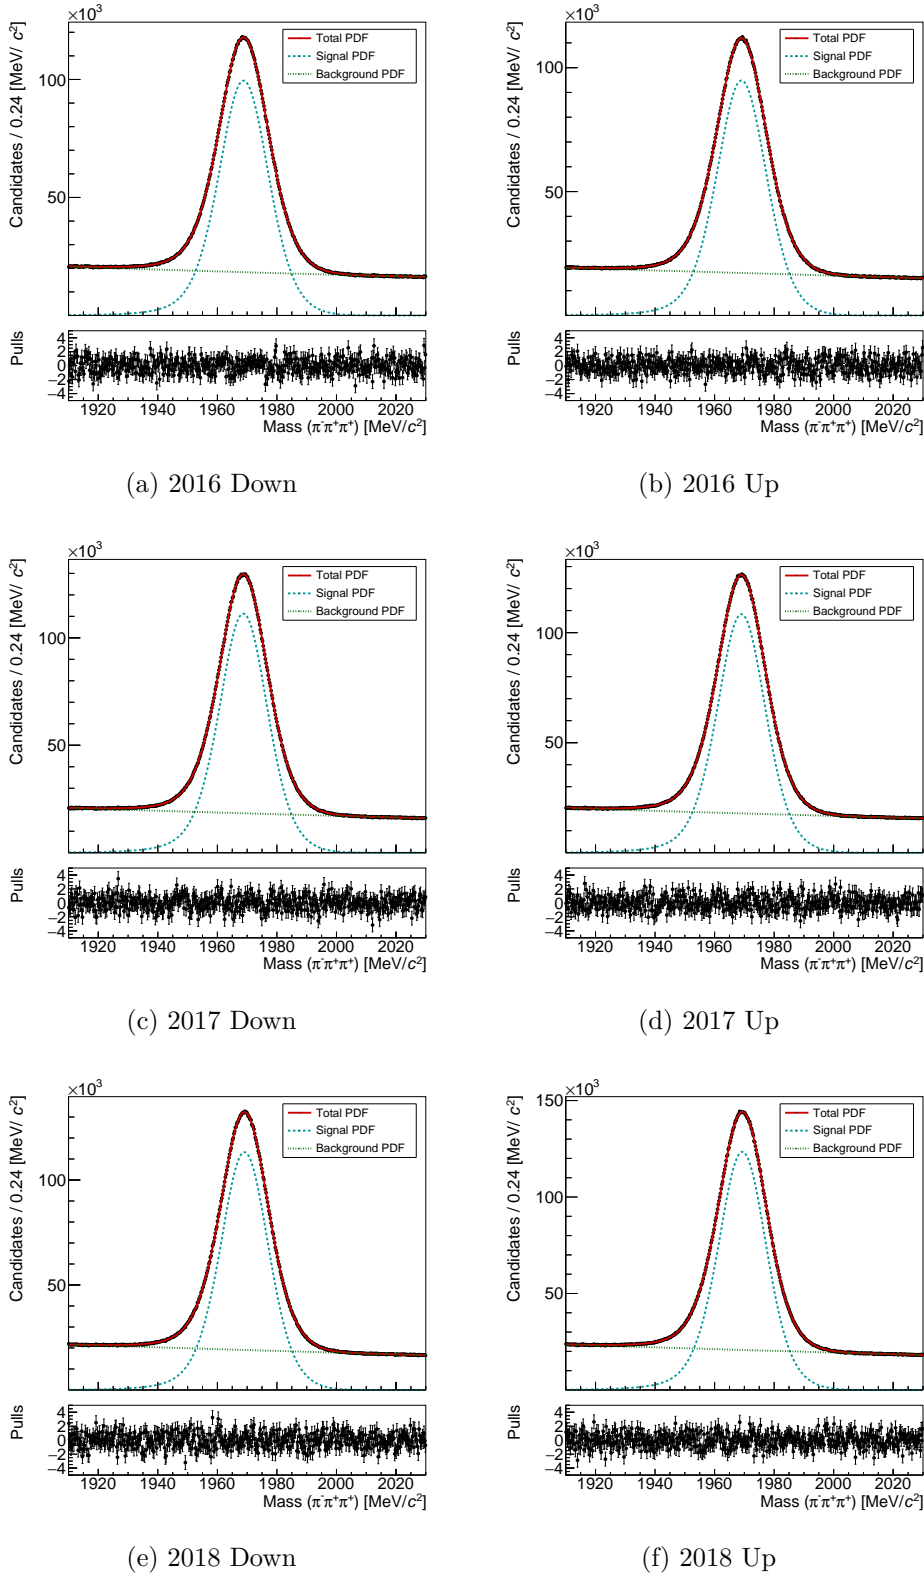 ×10³
Candidates / 0.24 [MeV/ c²]
100
50
Total PDF
Signal PDF
Background PDF
Pulls
4
2
0
−2
−4
1920 1940 1960 1980 2000 2020
Mass (π⁻π⁺π⁺) [MeV/c²]
(a) 2016 Down
×10³
Candidates / 0.24 [MeV/ c²]
100
50
Total PDF
Signal PDF
Background PDF
Pulls
4
2
0
−2
−4
1920 1940 1960 1980 2000 2020
Mass (π⁻π⁺π⁺) [MeV/c²]
(b) 2016 Up
×10³
Candidates / 0.24 [MeV/ c²]
100
50
Total PDF
Signal PDF
Background PDF
Pulls
4
2
0
−2
−4
1920 1940 1960 1980 2000 2020
Mass (π⁻π⁺π⁺) [MeV/c²]
(c) 2017 Down
×10³
Candidates / 0.24 [MeV/ c²]
100
50
Total PDF
Signal PDF
Background PDF
Pulls
4
2
0
−2
−4
1920 1940 1960 1980 2000 2020
Mass (π⁻π⁺π⁺) [MeV/c²]
(d) 2017 Up
×10³
Candidates / 0.24 [MeV/ c²]
100
50
Total PDF
Signal PDF
Background PDF
Pulls
4
2
0
−2
−4
1920 1940 1960 1980 2000 2020
Mass (π⁻π⁺π⁺) [MeV/c²]
(e) 2018 Down
×10³
Candidates / 0.24 [MeV/ c²]
150
100
50
Total PDF
Signal PDF
Background PDF
Pulls
4
2
0
−2
−4
1920 1940 1960 1980 2000 2020
Mass (π⁻π⁺π⁺) [MeV/c²]
(f) 2018 Up